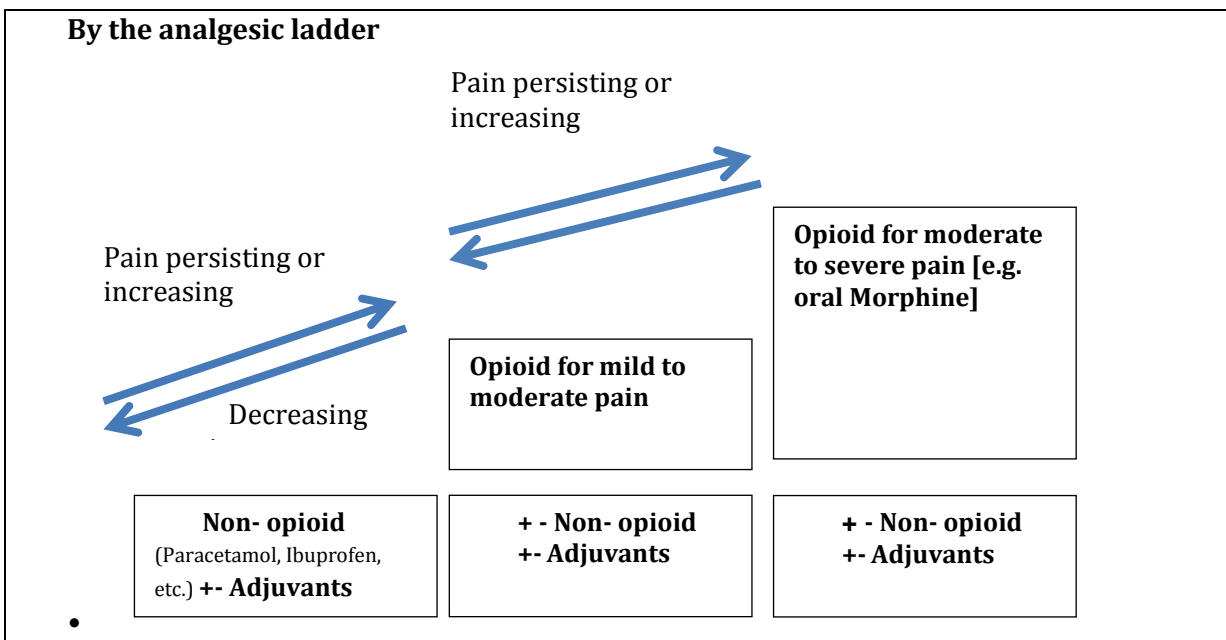 By the analgesic ladder
Pain persisting or
increasing
Pain persisting or
increasing
Decreasing
Opioid for moderate
to severe pain [e.g.
oral Morphine]
Opioid for mild to
moderate pain
Non- opioid
(Paracetamol, Ibuprofen,
etc.) +- Adjuvants
+ - Non- opioid
+- Adjuvants
+ - Non- opioid
+- Adjuvants
•